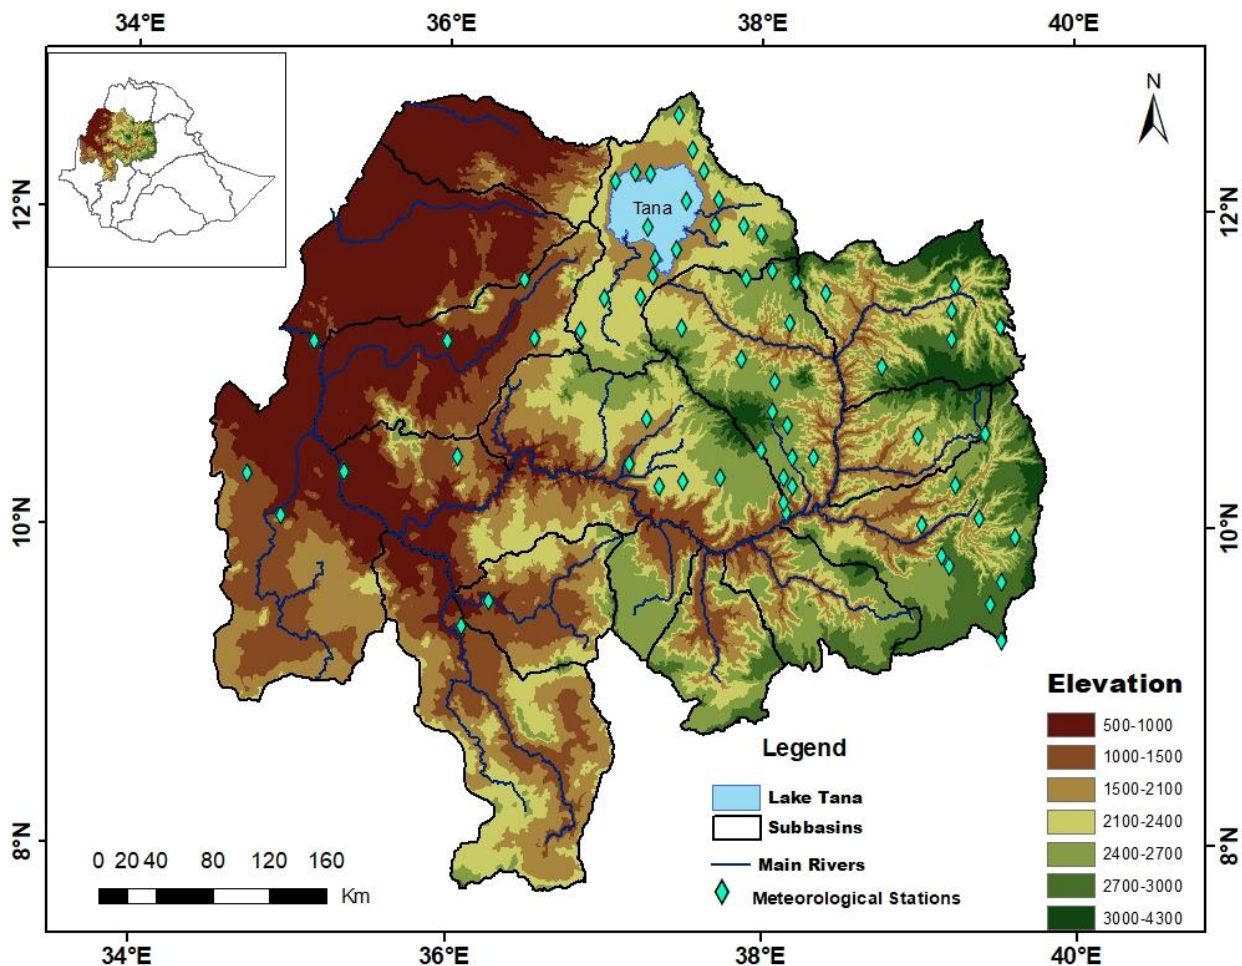 34°E 36°E 38°E 40°E
N
12°N 12°N
Tana
10°N 10°N
Elevation
500-1000
Legend
1000-1500
Lake Tana
1500-2100
Subbasins
2100-2400
8°N 8°N
0 20 40 80 120 160
Km
Main Rivers
2400-2700
Meteorological Stations
2700-3000
3000-4300
34°E 36°E 38°E 40°E